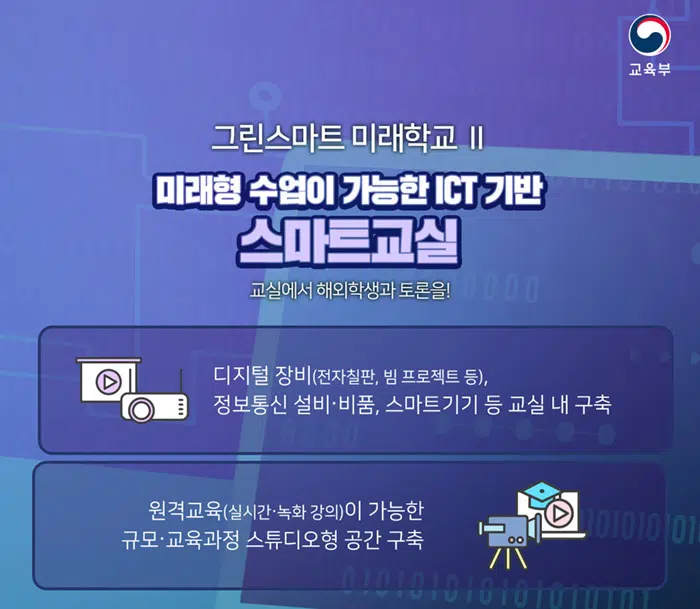 교육부
그린스마트 미래학교 Ⅱ
미래형 수업이 가능한 ICT 기반
스마트교실
교실에서 해외학생과 토론을!
디지털 장비(전자칠판, 빔 프로젝트 등),
정보통신 설비·비품, 스마트기기 등 교실 내 구축
원격교육(실시간·녹화 강의)이 가능한
규모·교육과정 스튜디오형 공간 구축